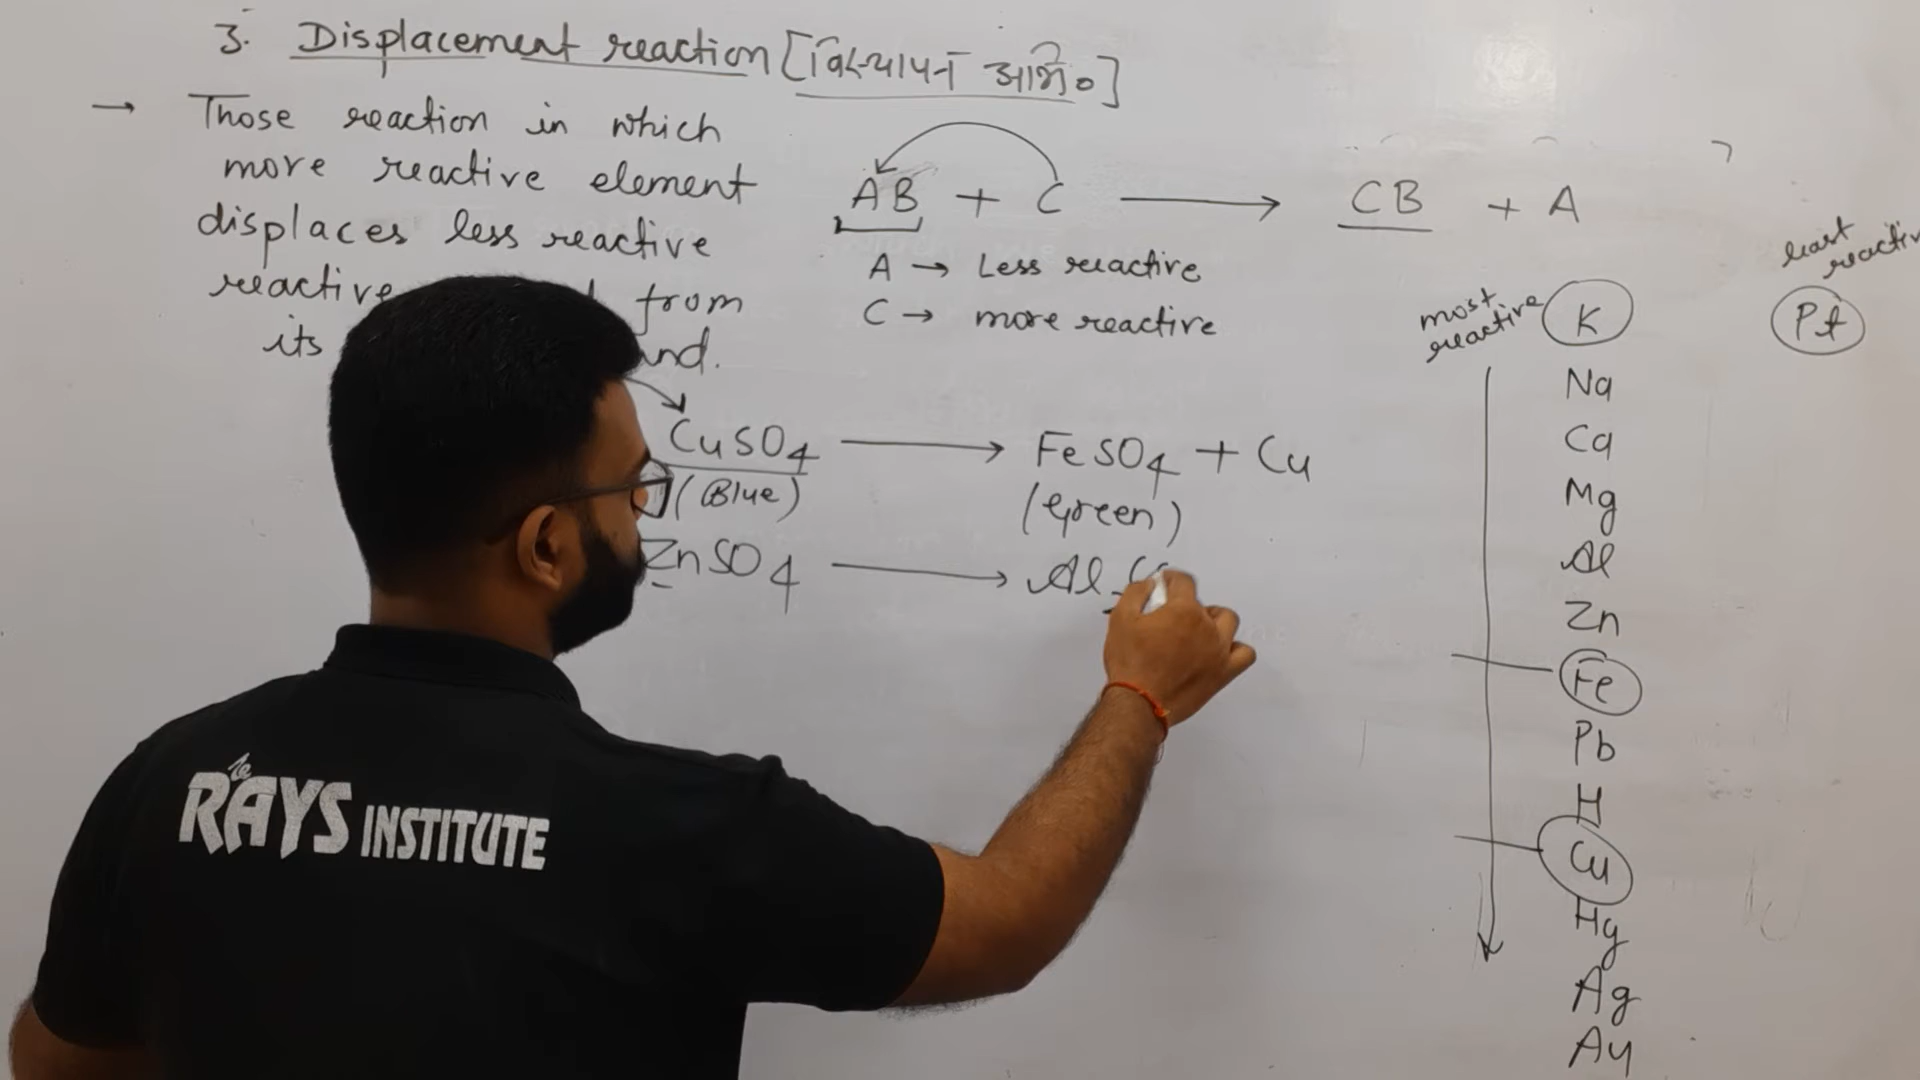 3. Displacement reaction [विस्थापन अभि०]
→ Those reaction in which
more reactive element
displaces less reactive
reactive from
its
AB + C → CB + A
A → Less reactive
C → more reactive
CuSO4 → FeSO4 + Cu
(Blue) (Green)
ZnSO4 → Al2
most reactive
least
K
Pt
Na
Ca
Mg
Al
Zn
Fe
Pb
H
Cu
Hg
Ag
Au
RAYS INSTITUTE